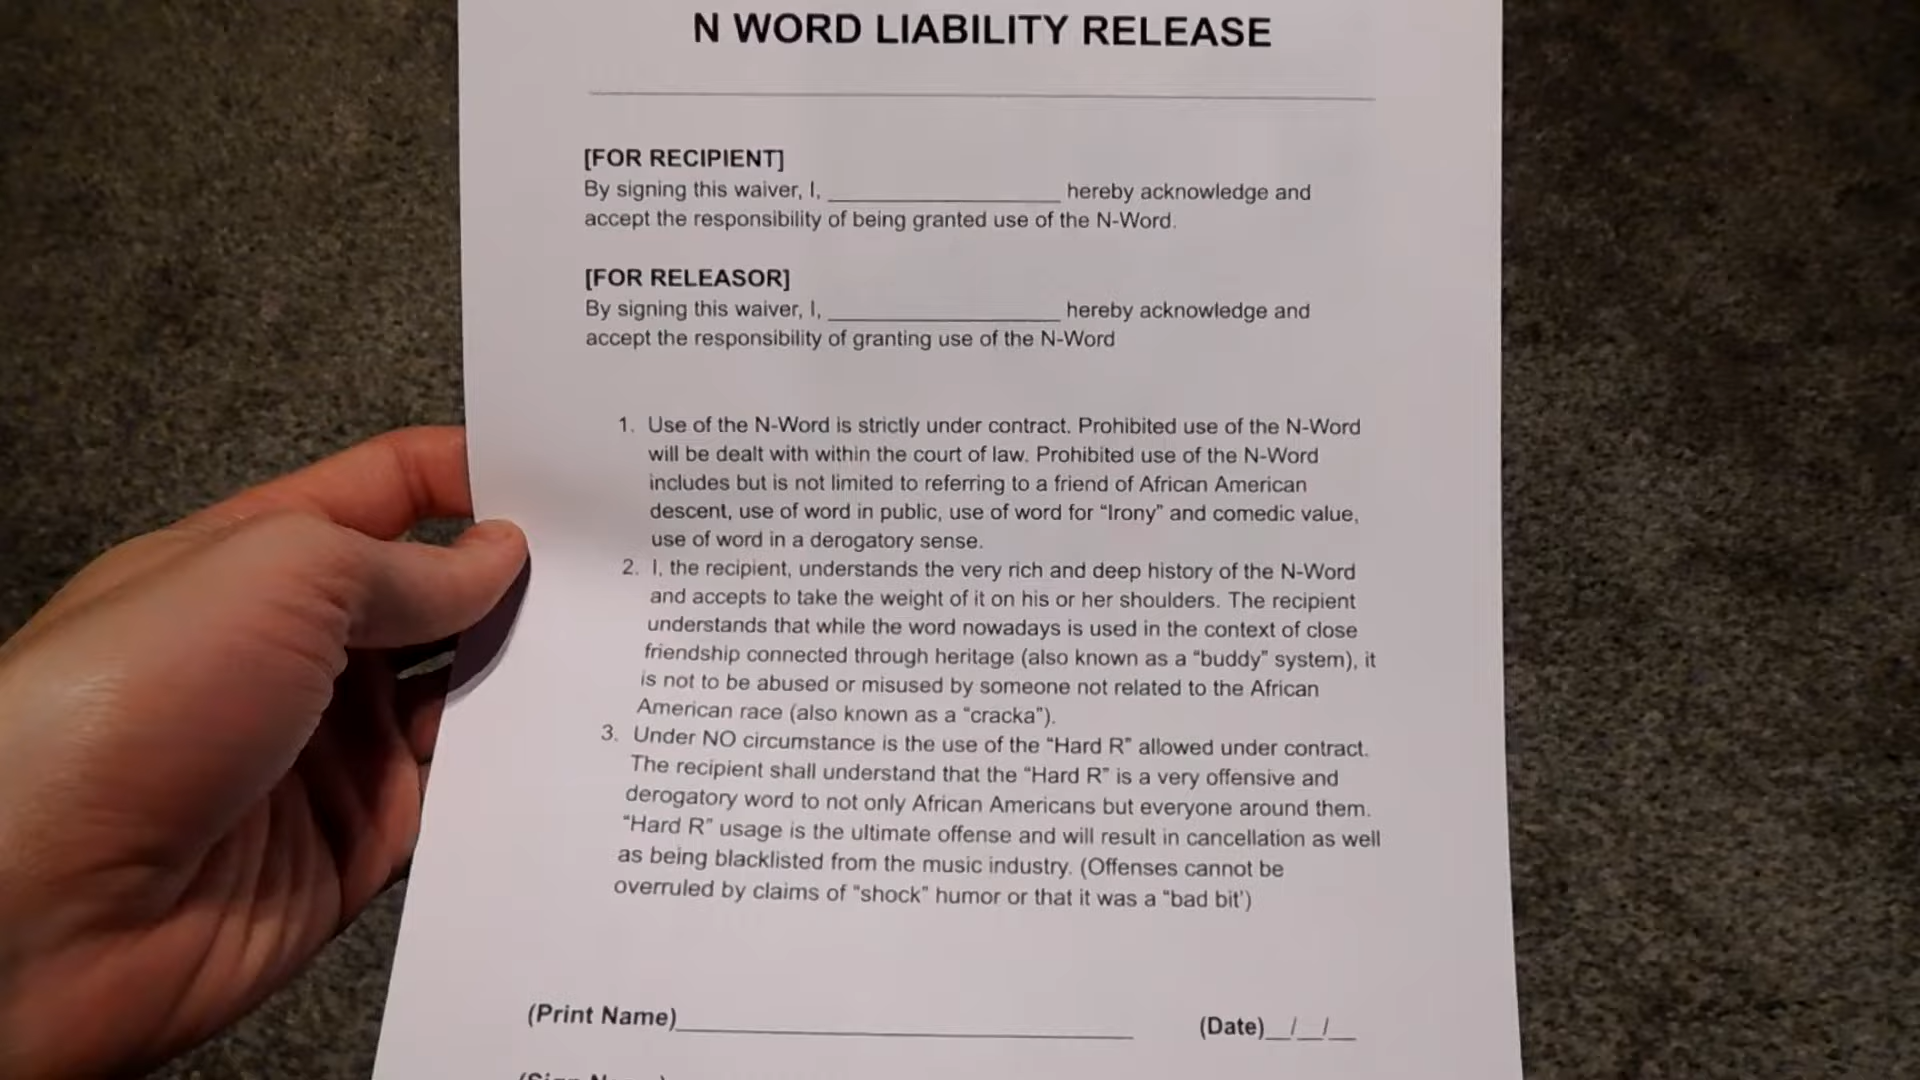 N WORD LIABILITY RELEASE
[FOR RECIPIENT]
By signing this waiver, I, ____________________ hereby acknowledge and
accept the responsibility of being granted use of the N-Word.
[FOR RELEASOR]
By signing this waiver, I, ____________________ hereby acknowledge and
accept the responsibility of granting use of the N-Word
1. Use of the N-Word is strictly under contract. Prohibited use of the N-Word
will be dealt with within the court of law. Prohibited use of the N-Word
includes but is not limited to referring to a friend of African American
descent, use of word in public, use of word for “Irony” and comedic value,
use of word in a derogatory sense.
2. I, the recipient, understands the very rich and deep history of the N-Word
and accepts to take the weight of it on his or her shoulders. The recipient
understands that while the word nowadays is used in the context of close
friendship connected through heritage (also known as a “buddy” system), it
is not to be abused or misused by someone not related to the African
American race (also known as a “cracka”).
3. Under NO circumstance is the use of the “Hard R” allowed under contract.
The recipient shall understand that the “Hard R” is a very offensive and
derogatory word to not only African Americans but everyone around them.
“Hard R” usage is the ultimate offense and will result in cancellation as well
as being blacklisted from the music industry. (Offenses cannot be
overruled by claims of “shock” humor or that it was a “bad bit’)
(Print Name)____________________ (Date)__/__/__